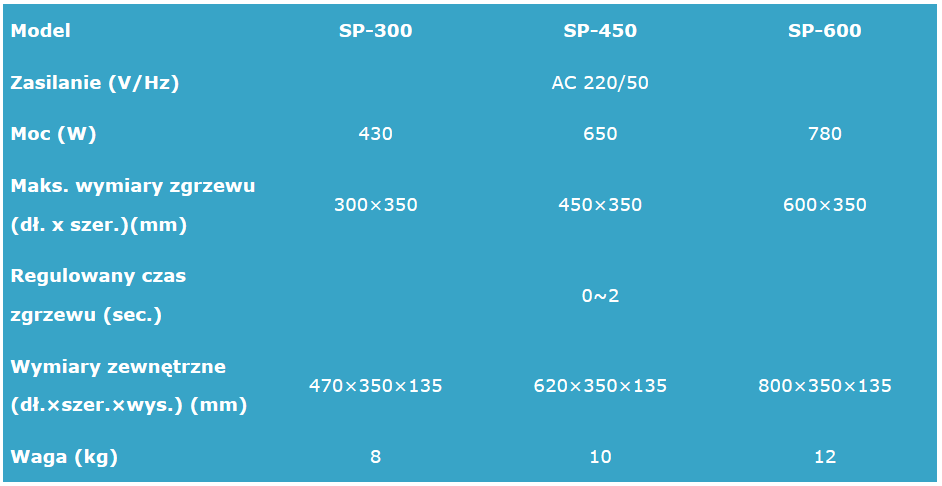 Model SP-300 SP-450 SP-600
Zasilanie (V/Hz) AC 220/50
Moc (W) 430 650 780
Maks. wymiary zgrzewu
(dł. x szer.)(mm) 300×350 450×350 600×350
Regulowany czas
zgrzewu (sec.) 0~2
Wymiary zewnętrzne
(dł.×szer.×wys.) (mm) 470×350×135 620×350×135 800×350×135
Waga (kg) 8 10 12